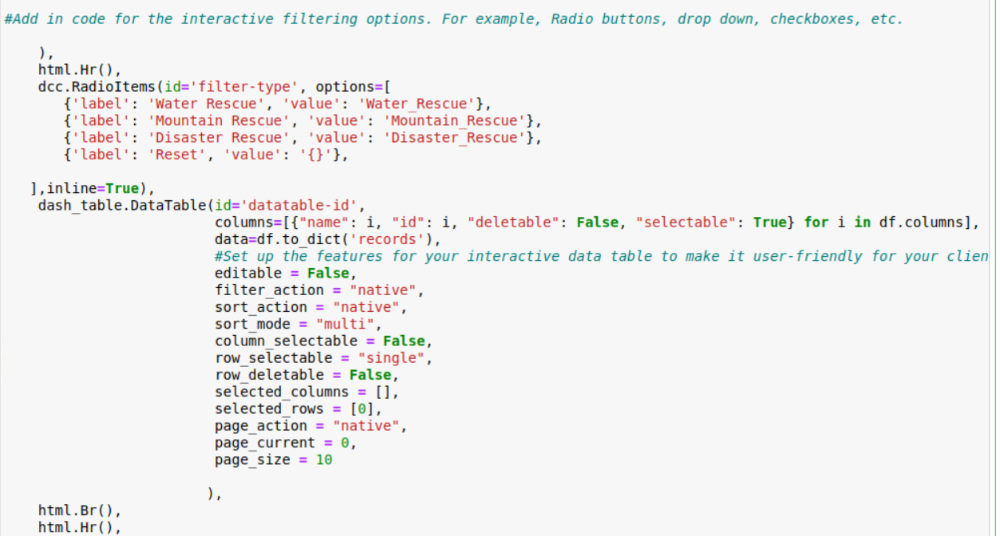 #Add in code for the interactive filtering options. For example, Radio buttons, drop down, checkboxes, etc.
),
html.Hr(),
dcc.RadioItems(id='filter-type', options=[
{'label': 'Water Rescue', 'value': 'Water_Rescue'},
{'label': 'Mountain Rescue', 'value': 'Mountain_Rescue'},
{'label': 'Disaster Rescue', 'value': 'Disaster_Rescue'},
{'label': 'Reset', 'value': '{}'},
],inline=True),
dash_table.DataTable(id='datatable-id',
columns=[{"name": i, "id": i, "deletable": False, "selectable": True} for i in df.columns],
data=df.to_dict('records'),
#Set up the features for your interactive data table to make it user-friendly for your clien
editable = False,
filter_action = "native",
sort_action = "native",
sort_mode = "multi",
column_selectable = False,
row_selectable = "single",
row_deletable = False,
selected_columns = [],
selected_rows = [0],
page_action = "native",
page_current = 0,
page_size = 10
),
html.Br(),
html.Hr(),